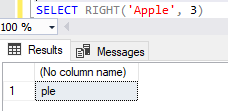 SELECT RIGHT('Apple', 3)
100 %
Results Messages
(No column name)
1 ple